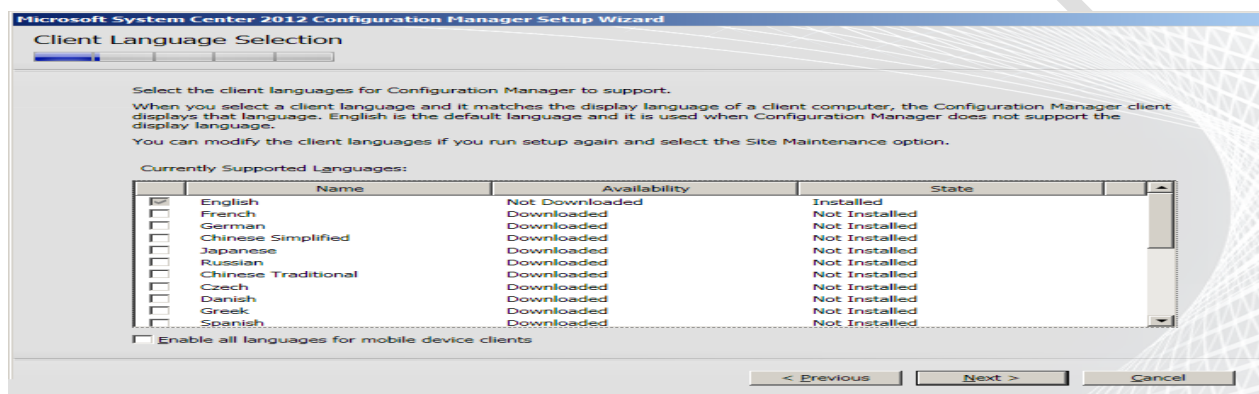 Microsoft System Center 2012 Configuration Manager Setup Wizard
Client Language Selection
Select the client languages for Configuration Manager to support.
When you select a client language and it matches the display language of a client computer, the Configuration Manager client
displays that language. English is the default language and it is used when Configuration Manager does not support the
display language.
You can modify the client languages if you run setup again and select the Site Maintenance option.
Currently Supported Languages:
Name Availability State
English Not Downloaded Installed
French Downloaded Not Installed
German Downloaded Not Installed
Chinese Simplified Downloaded Not Installed
Japanese Downloaded Not Installed
Russian Downloaded Not Installed
Chinese Traditional Downloaded Not Installed
Czech Downloaded Not Installed
Danish Downloaded Not Installed
Greek Downloaded Not Installed
Spanish Downloaded Not Installed
Enable all languages for mobile device clients
< Previous Next > Cancel